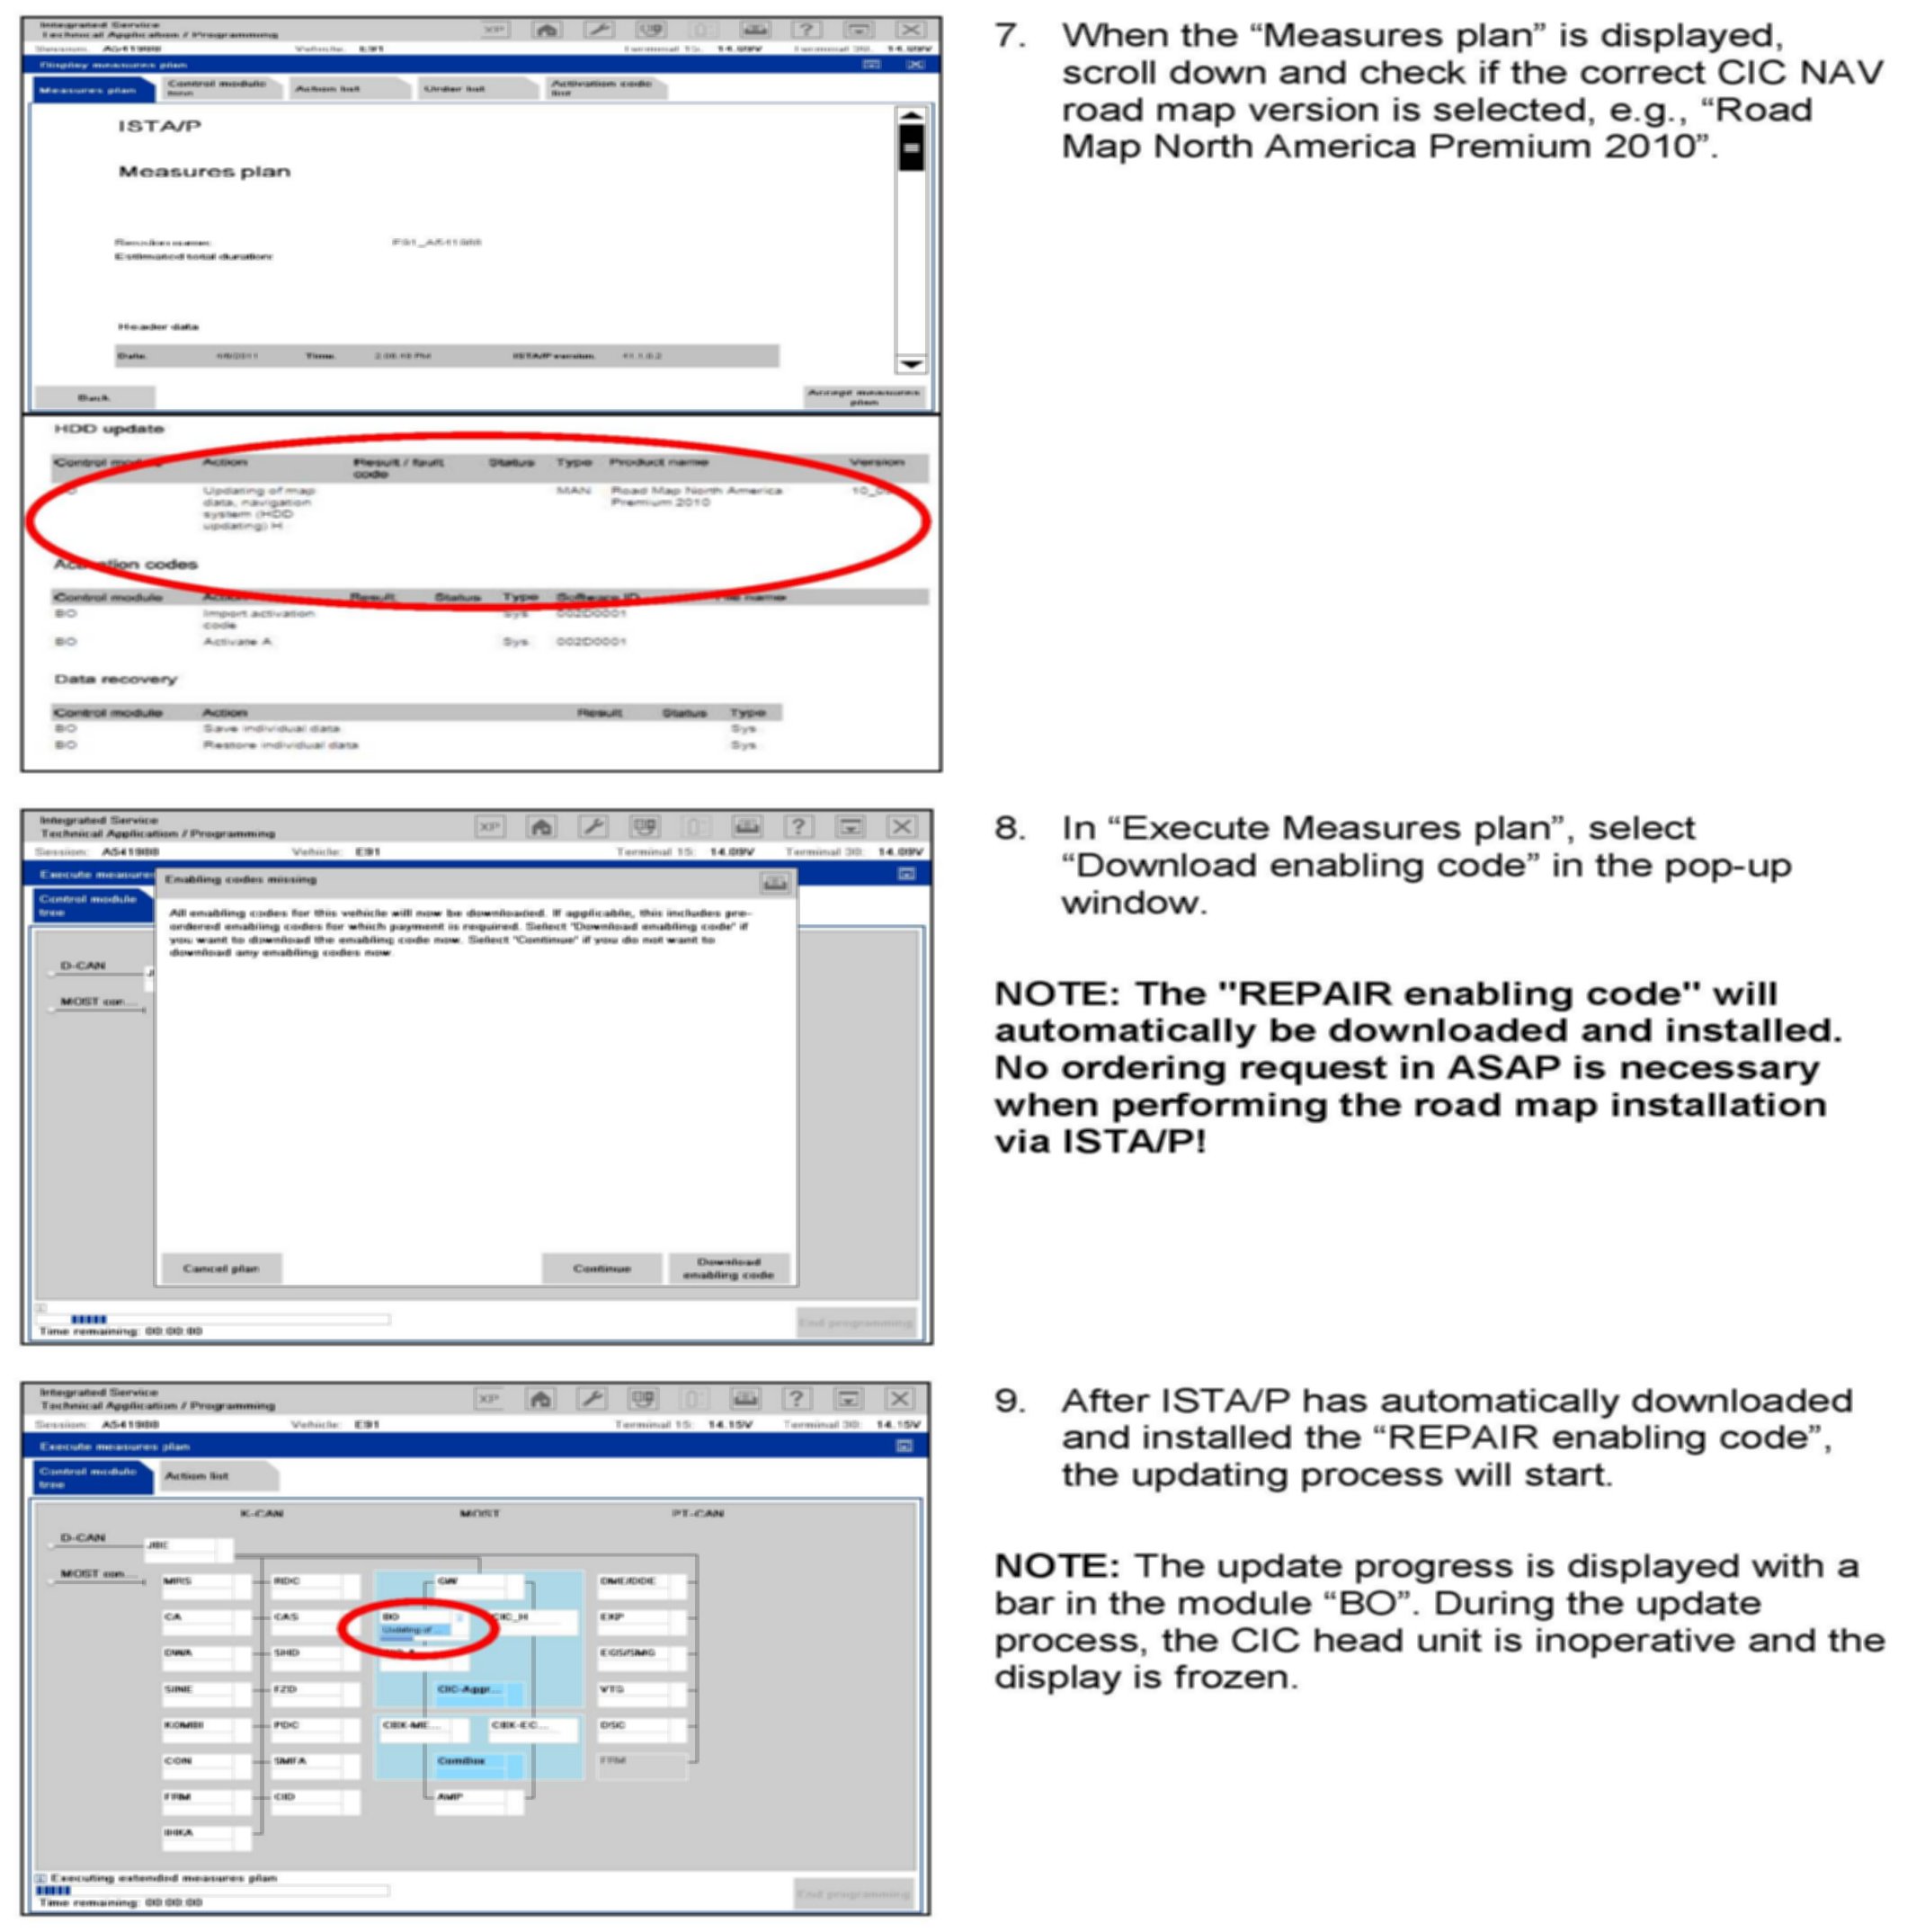 Integrated Service
Technical Application / Programming
XP
?
Session: A541988 Vehicle: E91 Terminal 15: 14.09V Terminal 30: 14.09V
Display measures plan
Measures plan
Control module
tree
Action list
Order list
Activation code
list
ISTA/P
Measures plan
Session name: E91_A541988
Estimated total duration:
Header data
Date: Time: ISTA/P version:
Back
Accept measures
plan
HDD update
Control module Action Result / fault
code Status Type Product name Version
Updating of map
data, navigation
system (HDD
updating) H
MAN Road Map North America
Premium 2010
Activation codes
Control module Action Result Status Type Software ID File name
BO Import activation
code Sys 002D0001
BO Activate A Sys 002D0001
Data recovery
Control module Action Result Status Type
BO Save individual data Sys
BO Restore individual data Sys
7. When the “Measures plan” is displayed,
scroll down and check if the correct CIC NAV
road map version is selected, e.g., “Road
Map North America Premium 2010”.
Integrated Service
Technical Application / Programming
XP
?
Session: A541988 Vehicle: E91 Terminal 15: 14.09V Terminal 30: 14.09V
Execute measures
Control module
tree
Enabling codes missing
All enabling codes for this vehicle will now be downloaded. If applicable, this includes pre-
ordered enabling codes for which payment is required. Select "Download enabling code" if
you want to download the enabling code now. Select "Continue" if you do not want to
download any enabling codes now.
D-CAN
MOST con...
Cancel plan
Continue
Download
enabling code
Time remaining: 00:00:00
End programming
8. In “Execute Measures plan”, select
“Download enabling code” in the pop-up
window.
NOTE: The "REPAIR enabling code" will
automatically be downloaded and installed.
No ordering request in ASAP is necessary
when performing the road map installation
via ISTA/P!
Integrated Service
Technical Application / Programming
XP
?
Session: A541988 Vehicle: E91 Terminal 15: 14.15V Terminal 30: 14.15V
Execute measures plan
Control module
tree
Action list
K-CAN MOST PT-CAN
D-CAN
JBE
MOST con...
MRS RDC GW DME/DDE
CA CAS BO CIC_H EKP
Updating of ...
DWA SHD EGS/SMG
SINE FZD CIC-Appr... VTG
KOMBI PDC CBX-ME... CBX-EC... DSC
CON SMFA ComBox FRM
FRM CID AMP
IHKA
Executing extended measures plan
Time remaining: 00:00:00
End programming
9. After ISTA/P has automatically downloaded
and installed the “REPAIR enabling code”,
the updating process will start.
NOTE: The update progress is displayed with a
bar in the module “BO”. During the update
process, the CIC head unit is inoperative and the
display is frozen.